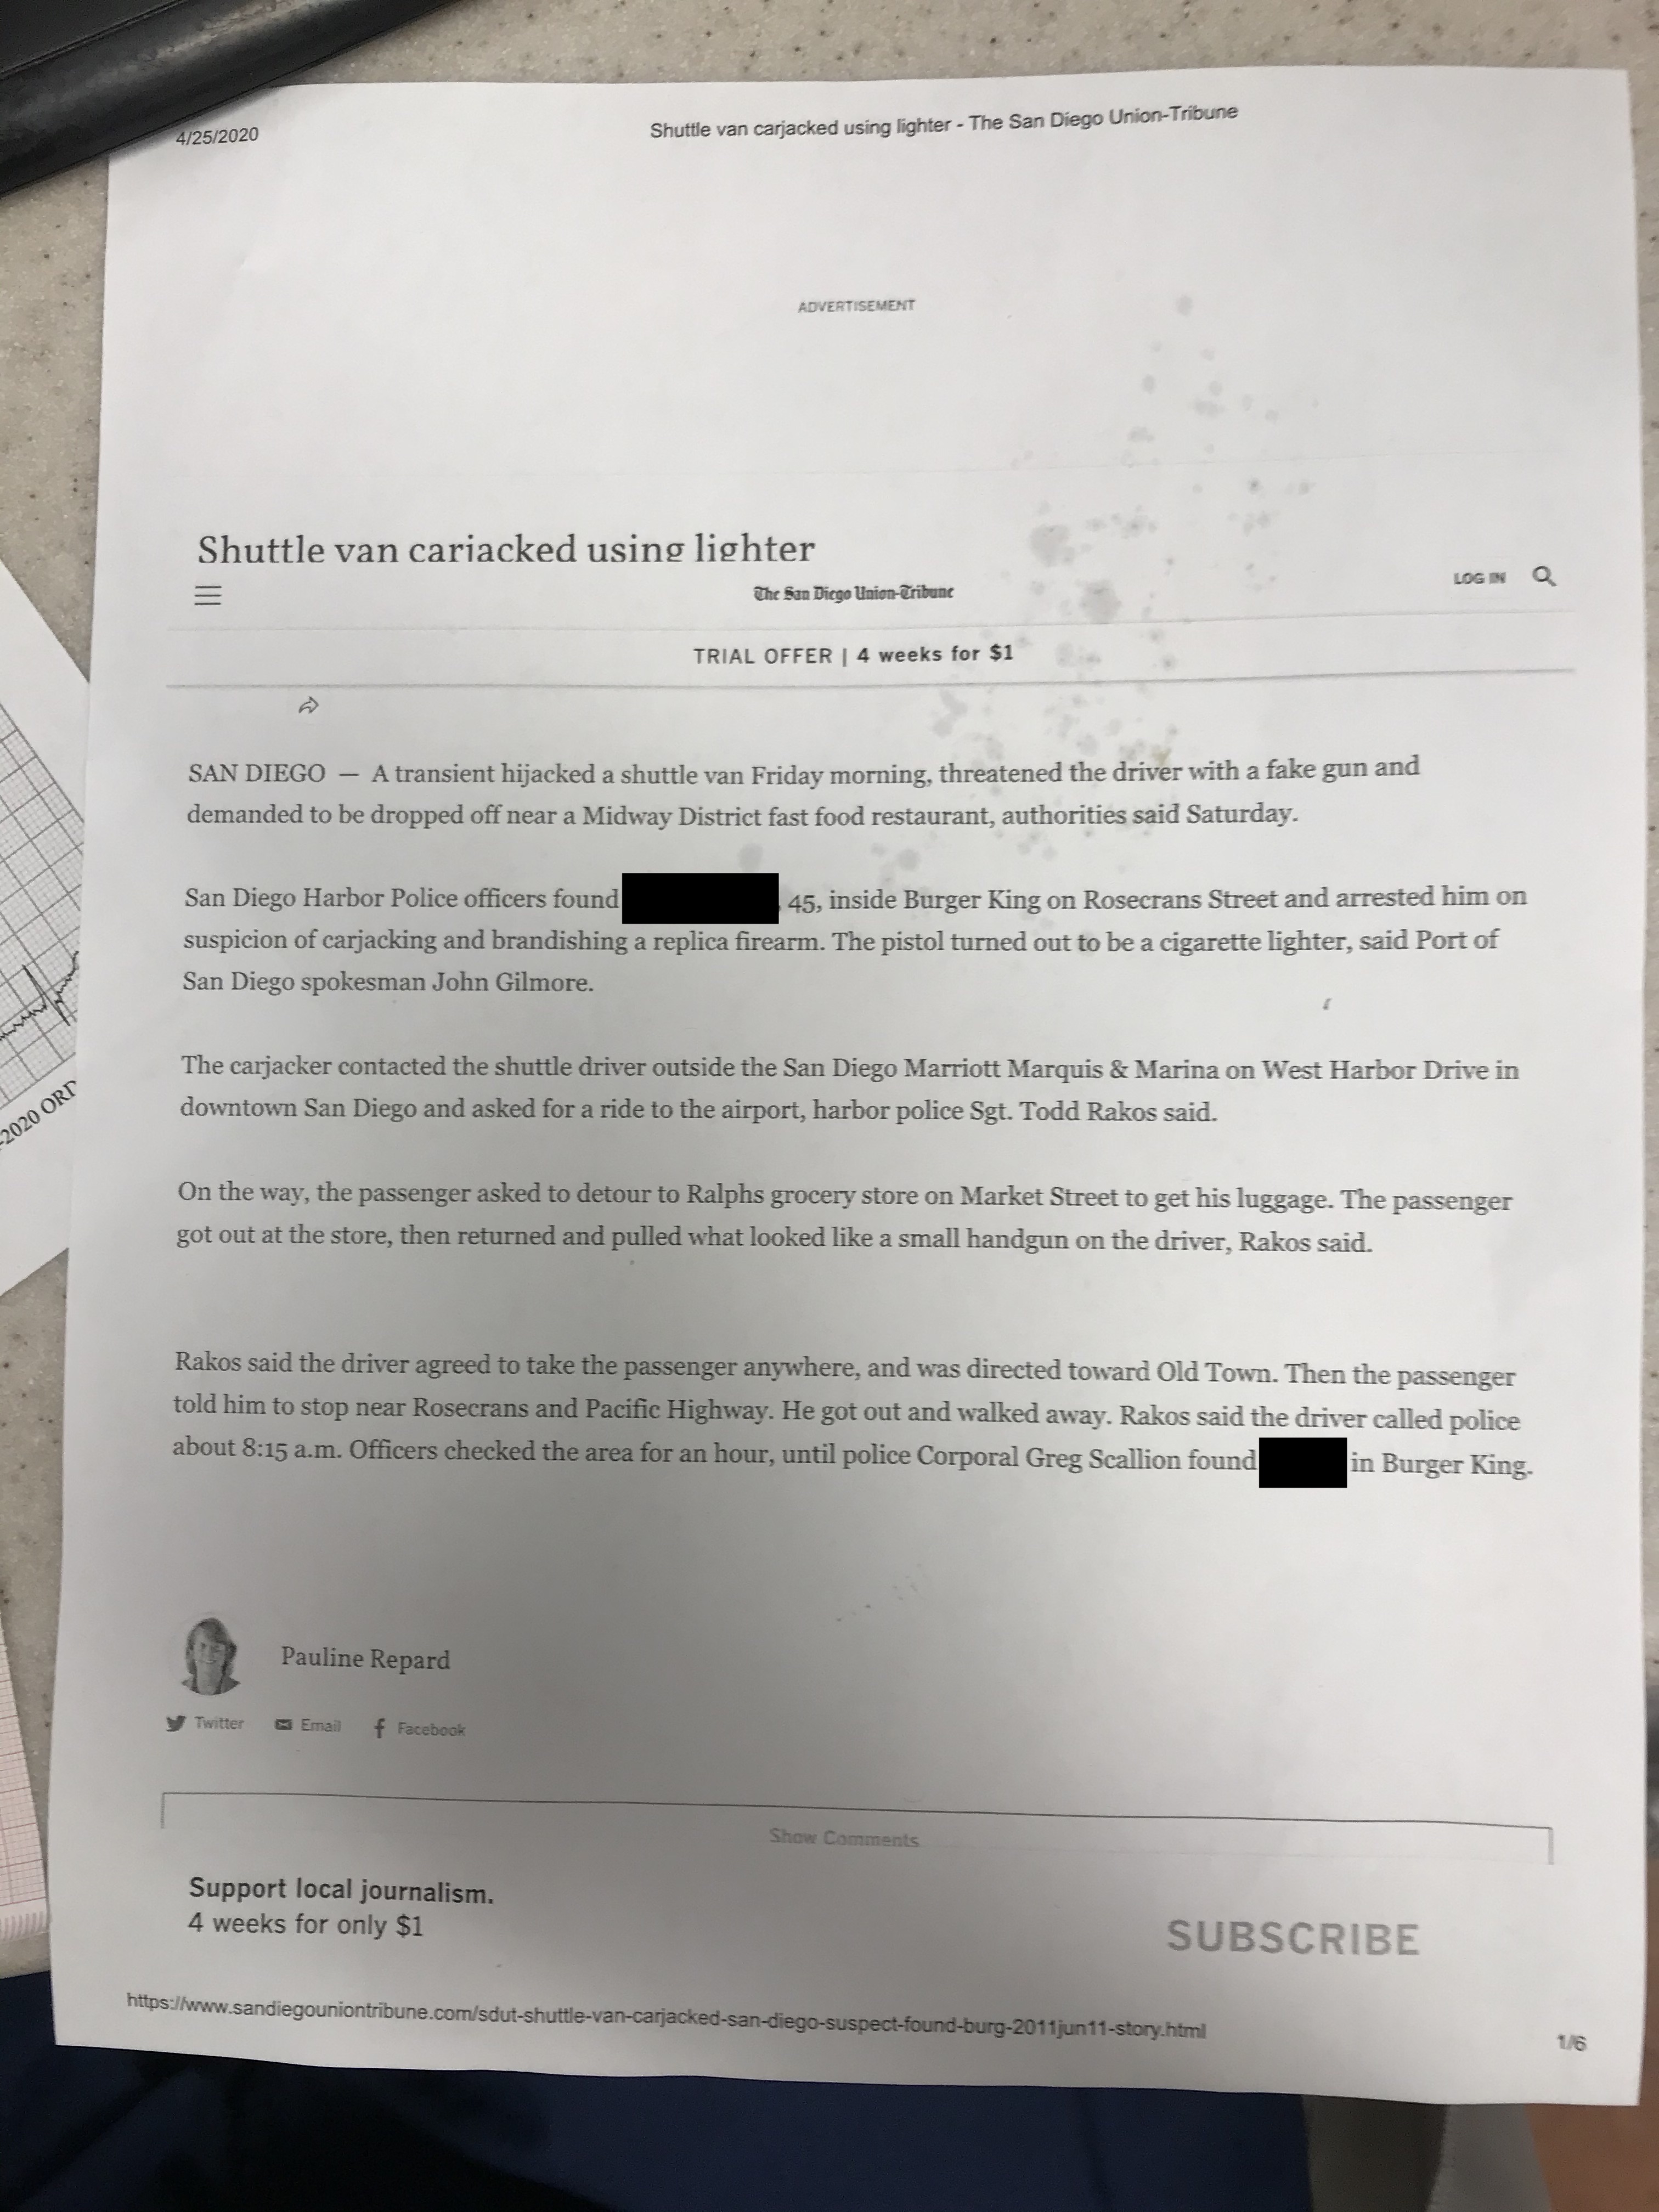 4/25/2020
Shuttle van carjacked using lighter - The San Diego Union-Tribune
ADVERTISEMENT
Shuttle van carjacked using lighter
LOG IN
The San Diego Union-Tribune
TRIAL OFFER | 4 weeks for $1
SAN DIEGO — A transient hijacked a shuttle van Friday morning, threatened the driver with a fake gun and
demanded to be dropped off near a Midway District fast food restaurant, authorities said Saturday.
San Diego Harbor Police officers found 45, inside Burger King on Rosecrans Street and arrested him on
suspicion of carjacking and brandishing a replica firearm. The pistol turned out to be a cigarette lighter, said Port of
San Diego spokesman John Gilmore.
The carjacker contacted the shuttle driver outside the San Diego Marriott Marquis & Marina on West Harbor Drive in
downtown San Diego and asked for a ride to the airport, harbor police Sgt. Todd Rakos said.
On the way, the passenger asked to detour to Ralphs grocery store on Market Street to get his luggage. The passenger
got out at the store, then returned and pulled what looked like a small handgun on the driver, Rakos said.
Rakos said the driver agreed to take the passenger anywhere, and was directed toward Old Town. Then the passenger
told him to stop near Rosecrans and Pacific Highway. He got out and walked away. Rakos said the driver called police
about 8:15 a.m. Officers checked the area for an hour, until police Corporal Greg Scallion found in Burger King.
Pauline Repard
Twitter Email Facebook
Show Comments
Support local journalism.
4 weeks for only $1
SUBSCRIBE
https://www.sandiegouniontribune.com/sdut-shuttle-van-carjacked-san-diego-suspect-found-burg-2011jun11-story.html
1/6
-2020 ORD